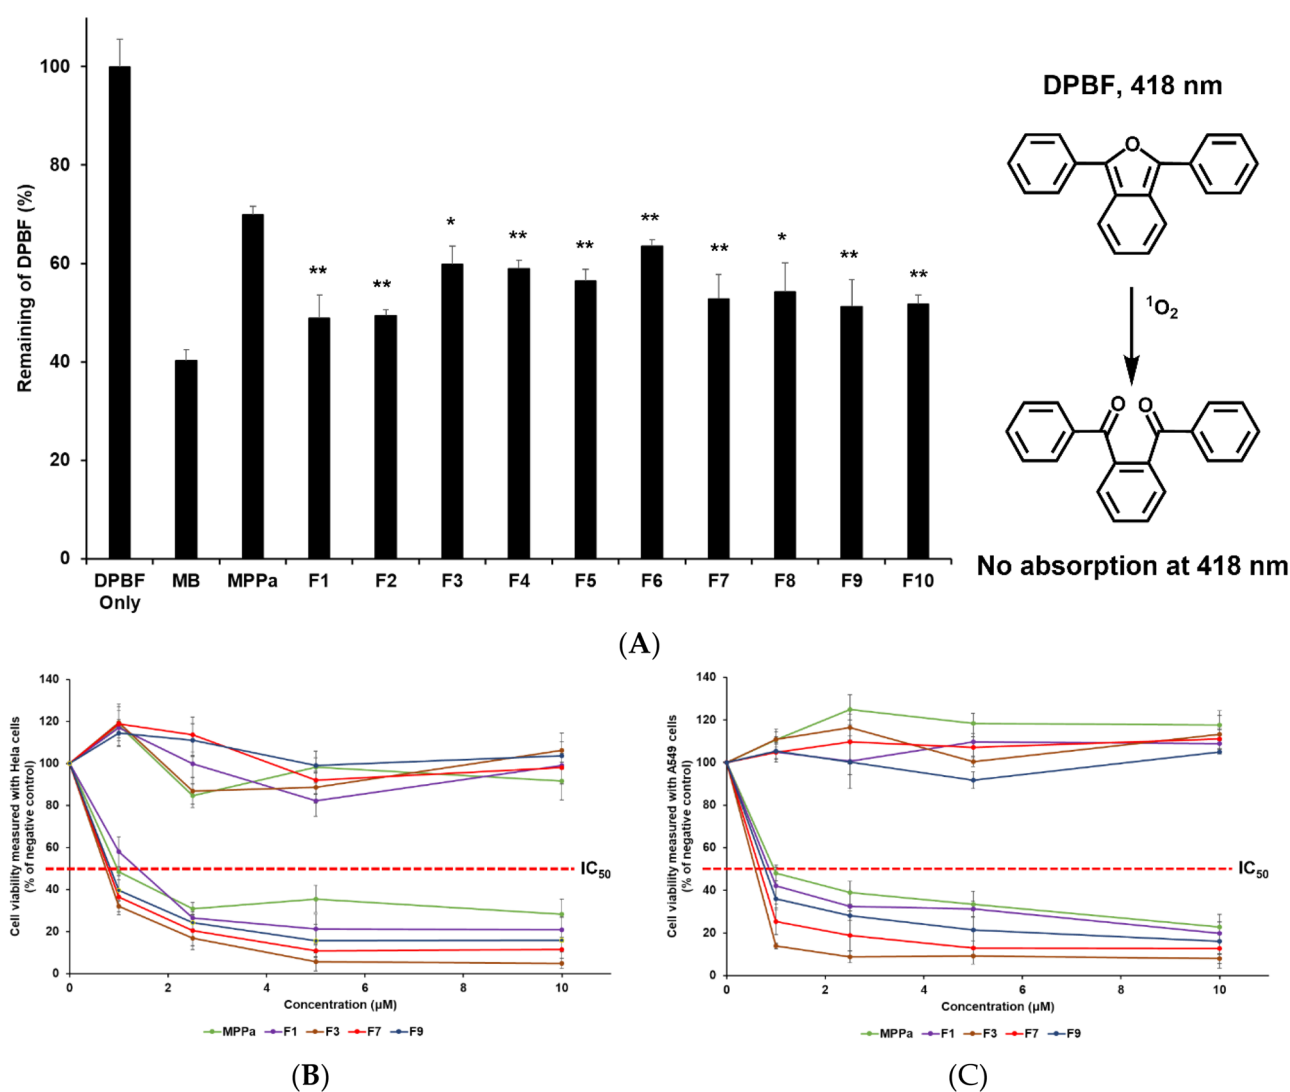 Remaining of DPBF (%)
100
80
60
40
20
0
** ** * ** ** ** ** * ** **
DPBF Only MB MPPa F1 F2 F3 F4 F5 F6 F7 F8 F9 F10
DPBF, 418 nm
O
¹O₂
O O
No absorption at 418 nm
(A)
Cell viability measured with Hela cells
(% of negative control)
140
120
100
80
60
40
20
0
0 2 4 6 8 10
IC₅₀
Concentration (µM)
MPPa F1 F3 F7 F9
(B)
Cell viability measured with A549 cells
(% of negative control)
140
120
100
80
60
40
20
0
0 2 4 6 8 10
IC₅₀
Concentration (µM)
MPPa F1 F3 F7 F9
(C)